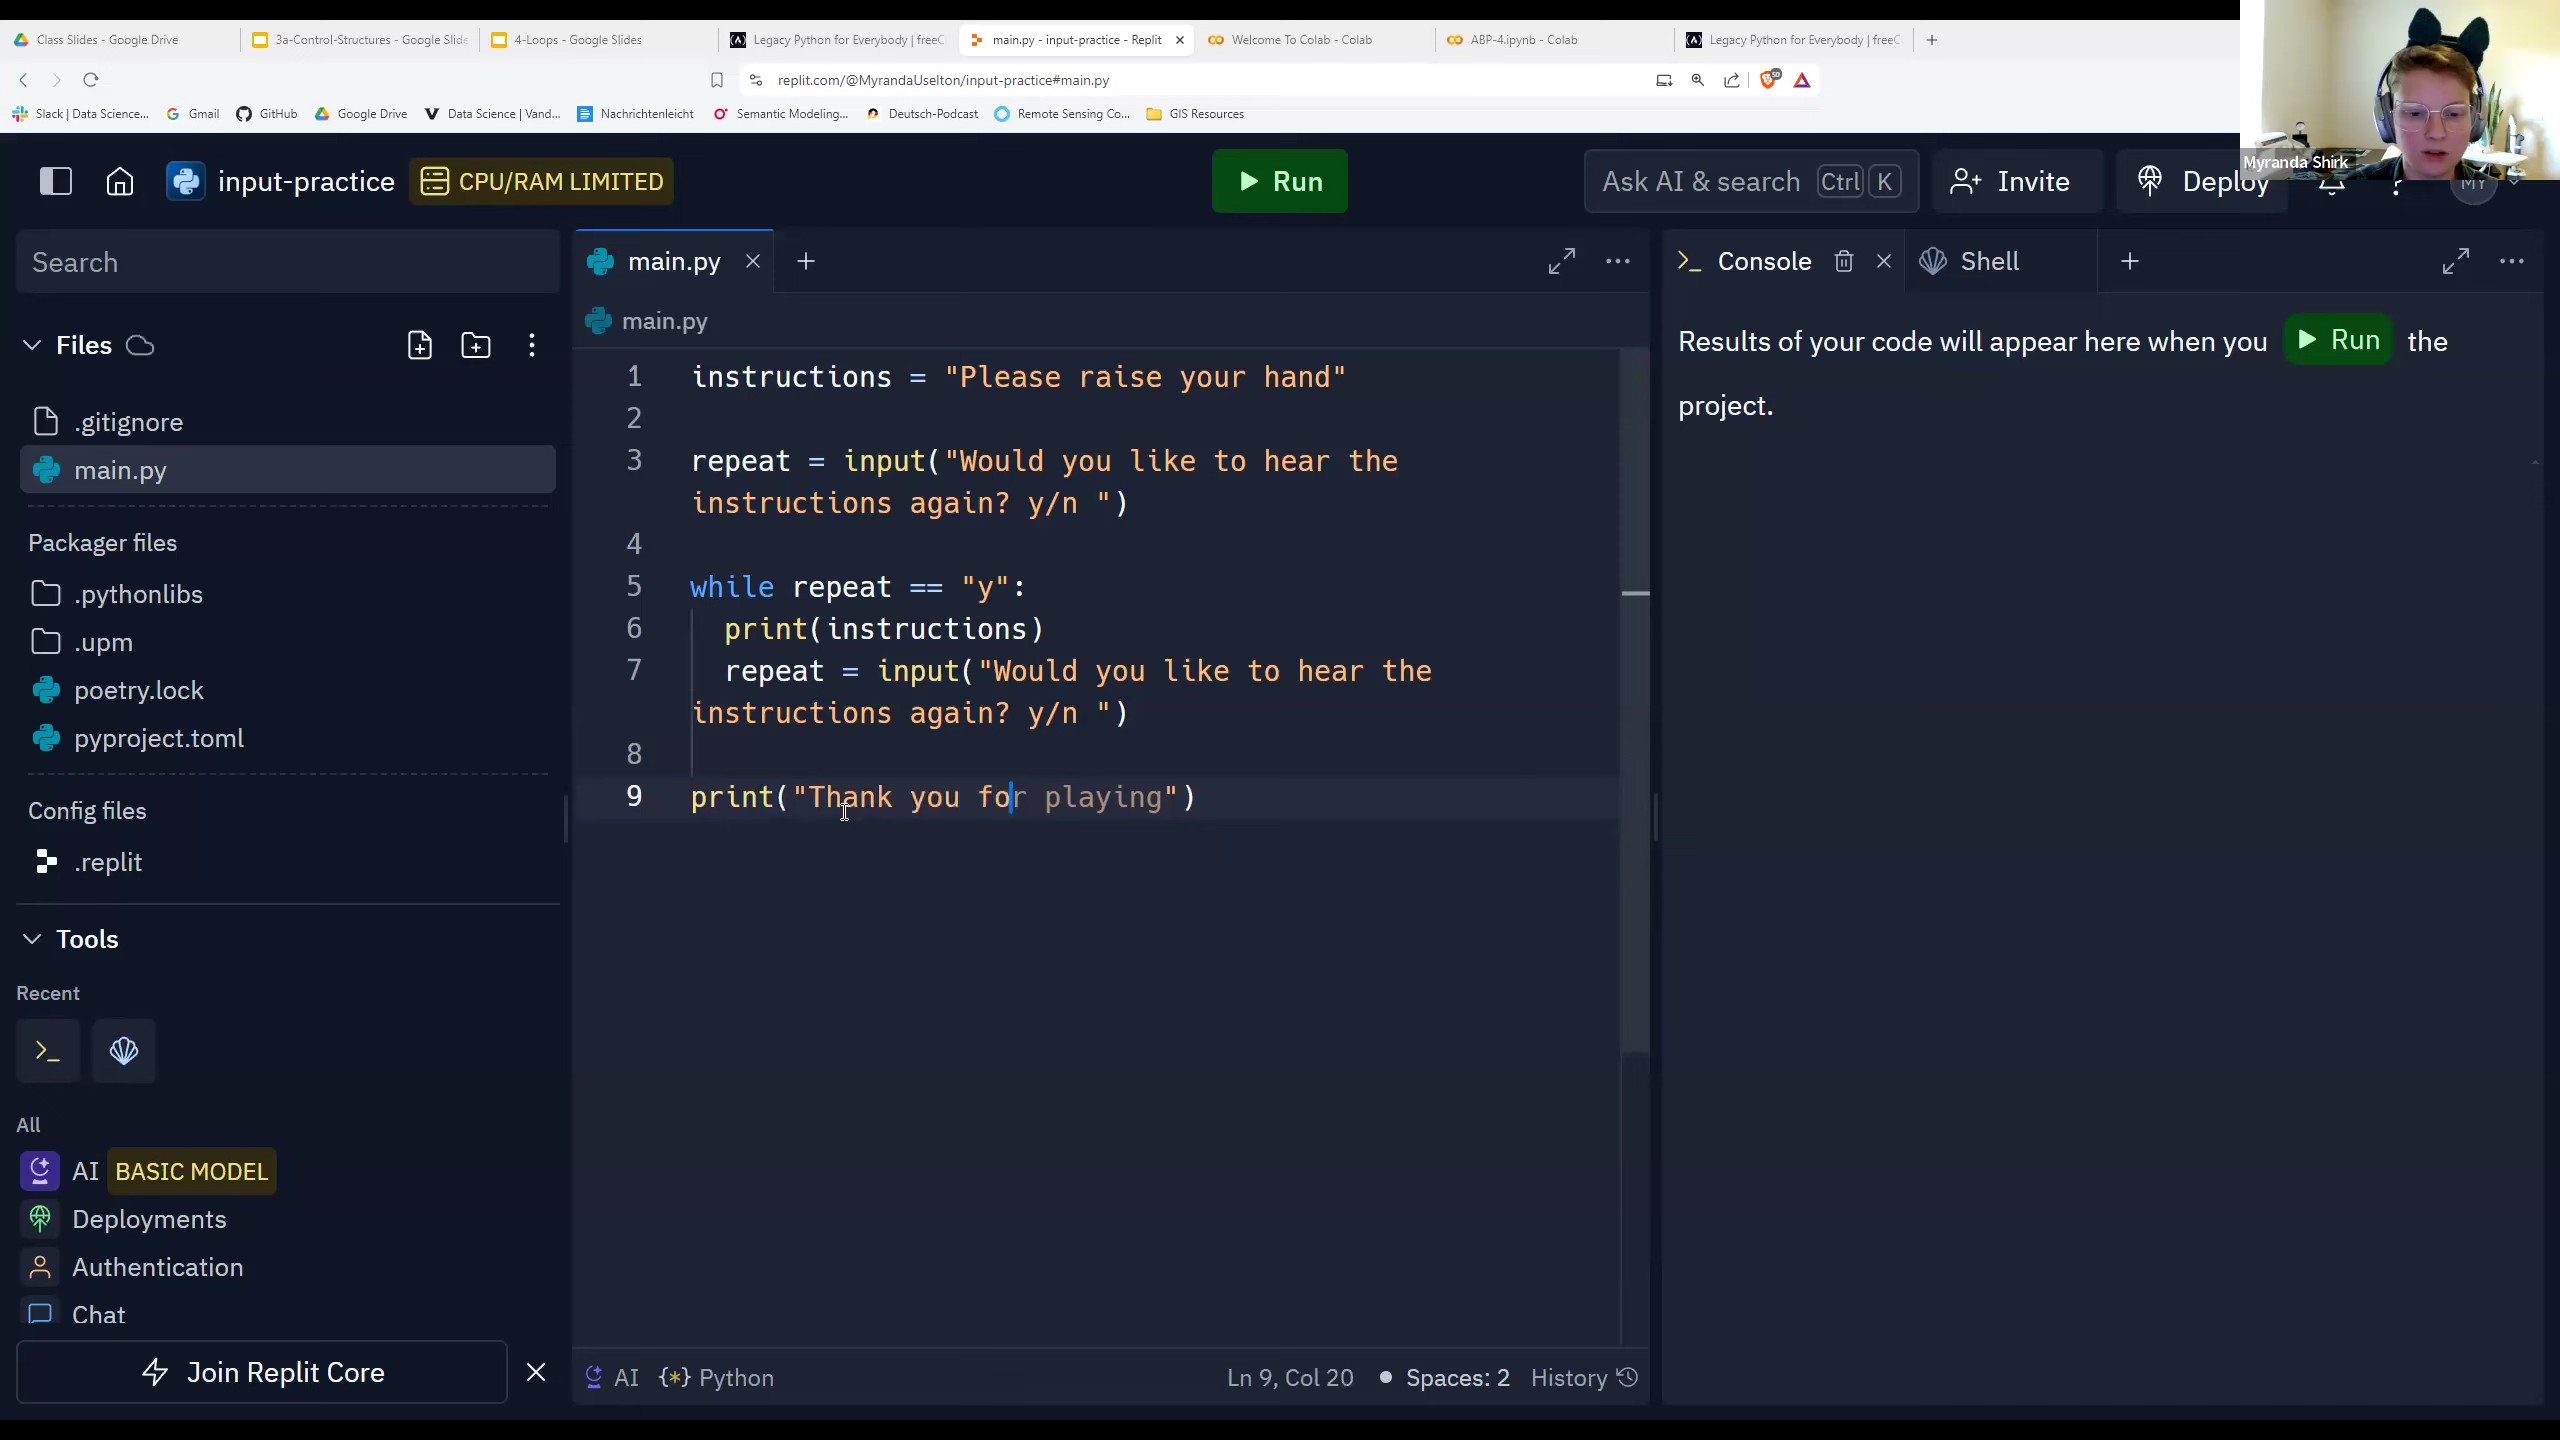 Class Slides - Google Drive
3a-Control-Structures - Google Slide
4-Loops - Google Slides
Legacy Python for Everybody | freeC
main.py - input-practice - Replit
Welcome To Colab - Colab
ABP-4.ipynb - Colab
Legacy Python for Everybody | freeC
replit.com/@MyrandaUselton/input-practice#main.py
Slack | Data Science...
Gmail
GitHub
Google Drive
Data Science | Vand...
Nachrichtenleicht
Semantic Modeling...
Deutsch-Podcast
Remote Sensing Co...
GIS Resources
Myranda Shirk
input-practice
CPU/RAM LIMITED
Run
Ask AI & search Ctrl K
Invite
Deploy
MY
Search
main.py
Console
Shell
Files
main.py
Results of your code will appear here when you Run the
project.
.gitignore
main.py
Packager files
.pythonlibs
.upm
poetry.lock
pyproject.toml
Config files
.replit
Tools
Recent
All
AI BASIC MODEL
Deployments
Authentication
Chat
Join Replit Core
1 instructions = "Please raise your hand"
2
3 repeat = input("Would you like to hear the
instructions again? y/n ")
4
5 while repeat == "y":
6 print(instructions)
7 repeat = input("Would you like to hear the
instructions again? y/n ")
8
9 print("Thank you for playing")
AI
{*} Python
Ln 9, Col 20
Spaces: 2
History